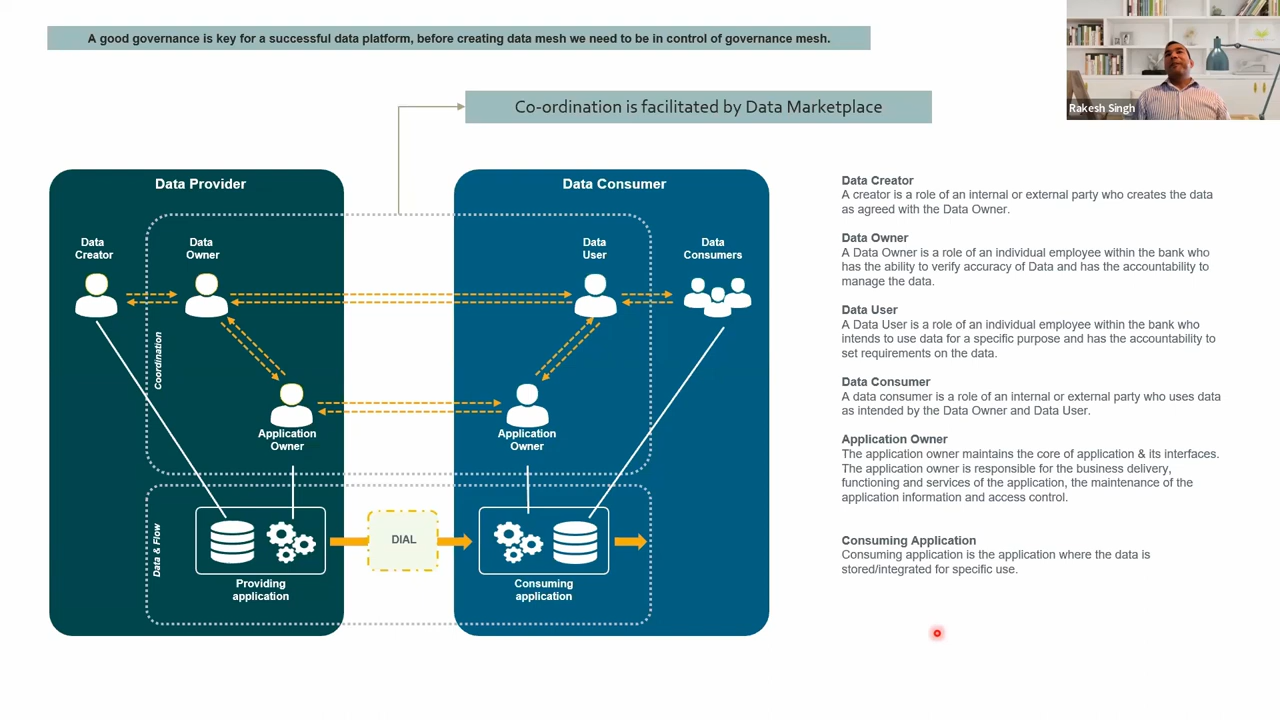 A good governance is key for a successful data platform, before creating data mesh we need to be in control of governance mesh.
Rakesh Singh
Co-ordination is facilitated by Data Marketplace
Data Provider
Data
Creator
Data
Owner
Coordination
Application
Owner
Data & Flow
Providing
application
DIAL
Data Consumer
Data
User
Data
Consumers
Application
Owner
Consuming
application
Data Creator
A creator is a role of an internal or external party who creates the data
as agreed with the Data Owner.
Data Owner
A Data Owner is a role of an individual employee within the bank who
has the ability to verify accuracy of Data and has the accountability to
manage the data.
Data User
A Data User is a role of an individual employee within the bank who
intends to use data for a specific purpose and has the accountability to
set requirements on the data.
Data Consumer
A data consumer is a role of an internal or external party who uses data
as intended by the Data Owner and Data User.
Application Owner
The application owner maintains the core of application & its interfaces.
The application owner is responsible for the business delivery,
functioning and services of the application, the maintenance of the
application information and access control.
Consuming Application
Consuming application is the application where the data is
stored/integrated for specific use.